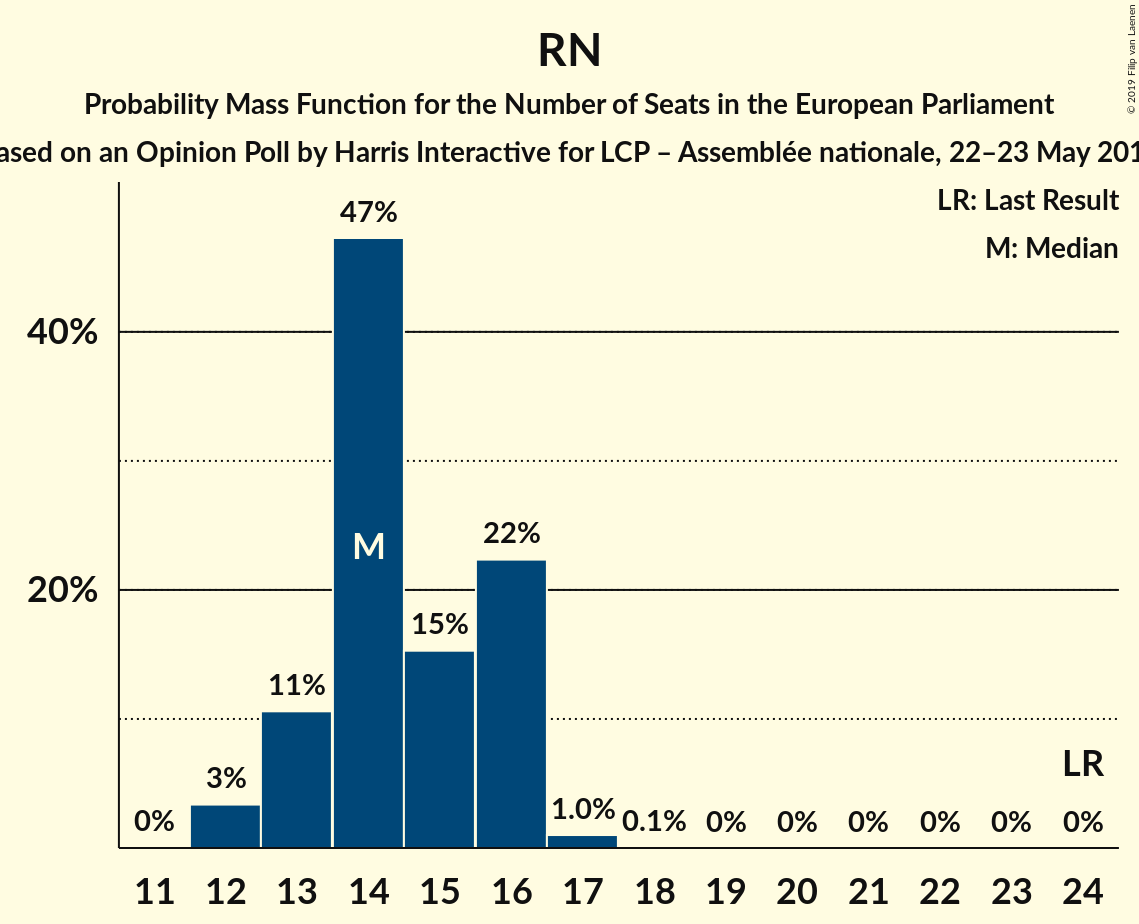 RN
Probability Mass Function for the Number of Seats in the European Parliament
ased on an Opinion Poll by Harris Interactive for LCP – Assemblée nationale, 22–23 May 201
© 2019 Filip van Laenen
LR: Last Result
M: Median
47%
40%
22%
M
20%
15%
11%
LR
3%
0%
1.0%
0.1%
0%
0%
0%
0%
0%
0%
11 12 13 14 15 16 17 18 19 20 21 22 23 24